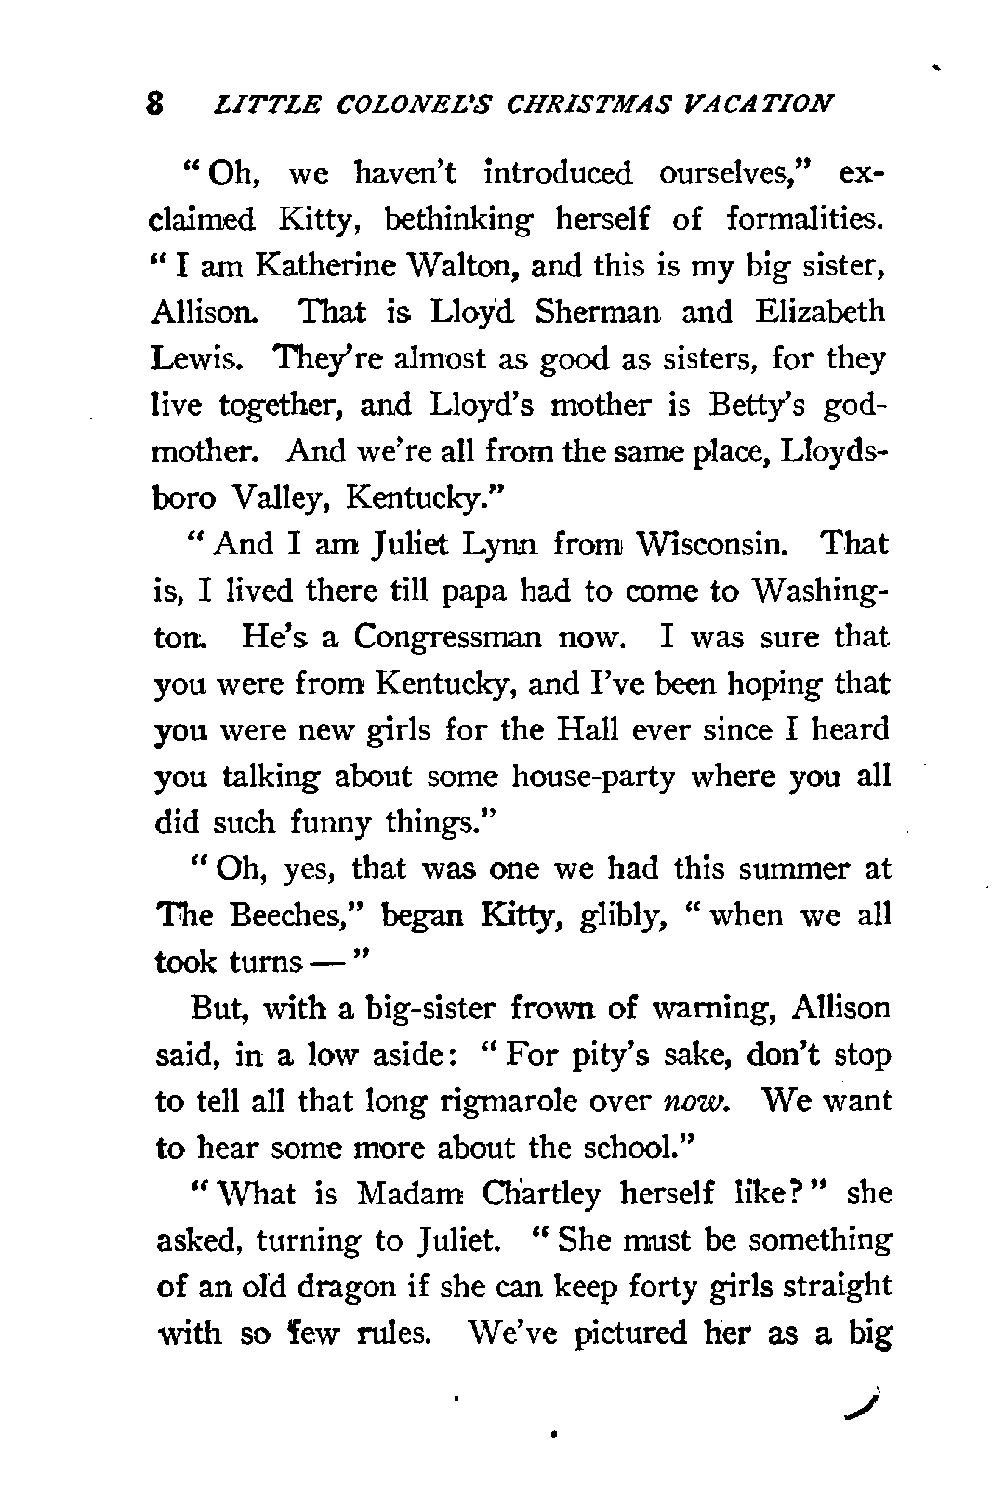 8 LITTLE COLONEL'S CHRISTMAS VACATION
" Oh, we haven't introduced ourselves," ex-
claimed Kitty, bethinking herself of formalities.
" I am Katherine Walton, and this is my big sister,
Allison. That is Lloyd Sherman and Elizabeth
Lewis. They're almost as good as sisters, for they
live together, and Lloyd's mother is Betty's god-
mother. And we're all from the same place, Lloyds-
boro Valley, Kentucky."
" And I am Juliet Lynn from Wisconsin. That
is, I lived there till papa had to come to Washing-
ton. He's a Congressman now. I was sure that
you were from Kentucky, and I've been hoping that
you were new girls for the Hall ever since I heard
you talking about some house-party where you all
did such funny things."
" Oh, yes, that was one we had this summer at
The Beeches," began Kitty, glibly, " when we all
took turns — "
But, with a big-sister frown of warning, Allison
said, in a low aside: " For pity's sake, don't stop
to tell all that long rigmarole over now. We want
to hear some more about the school."
" What is Madam Chartley herself like? " she
asked, turning to Juliet. " She must be something
of an old dragon if she can keep forty girls straight
with so few rules. We've pictured her as a big